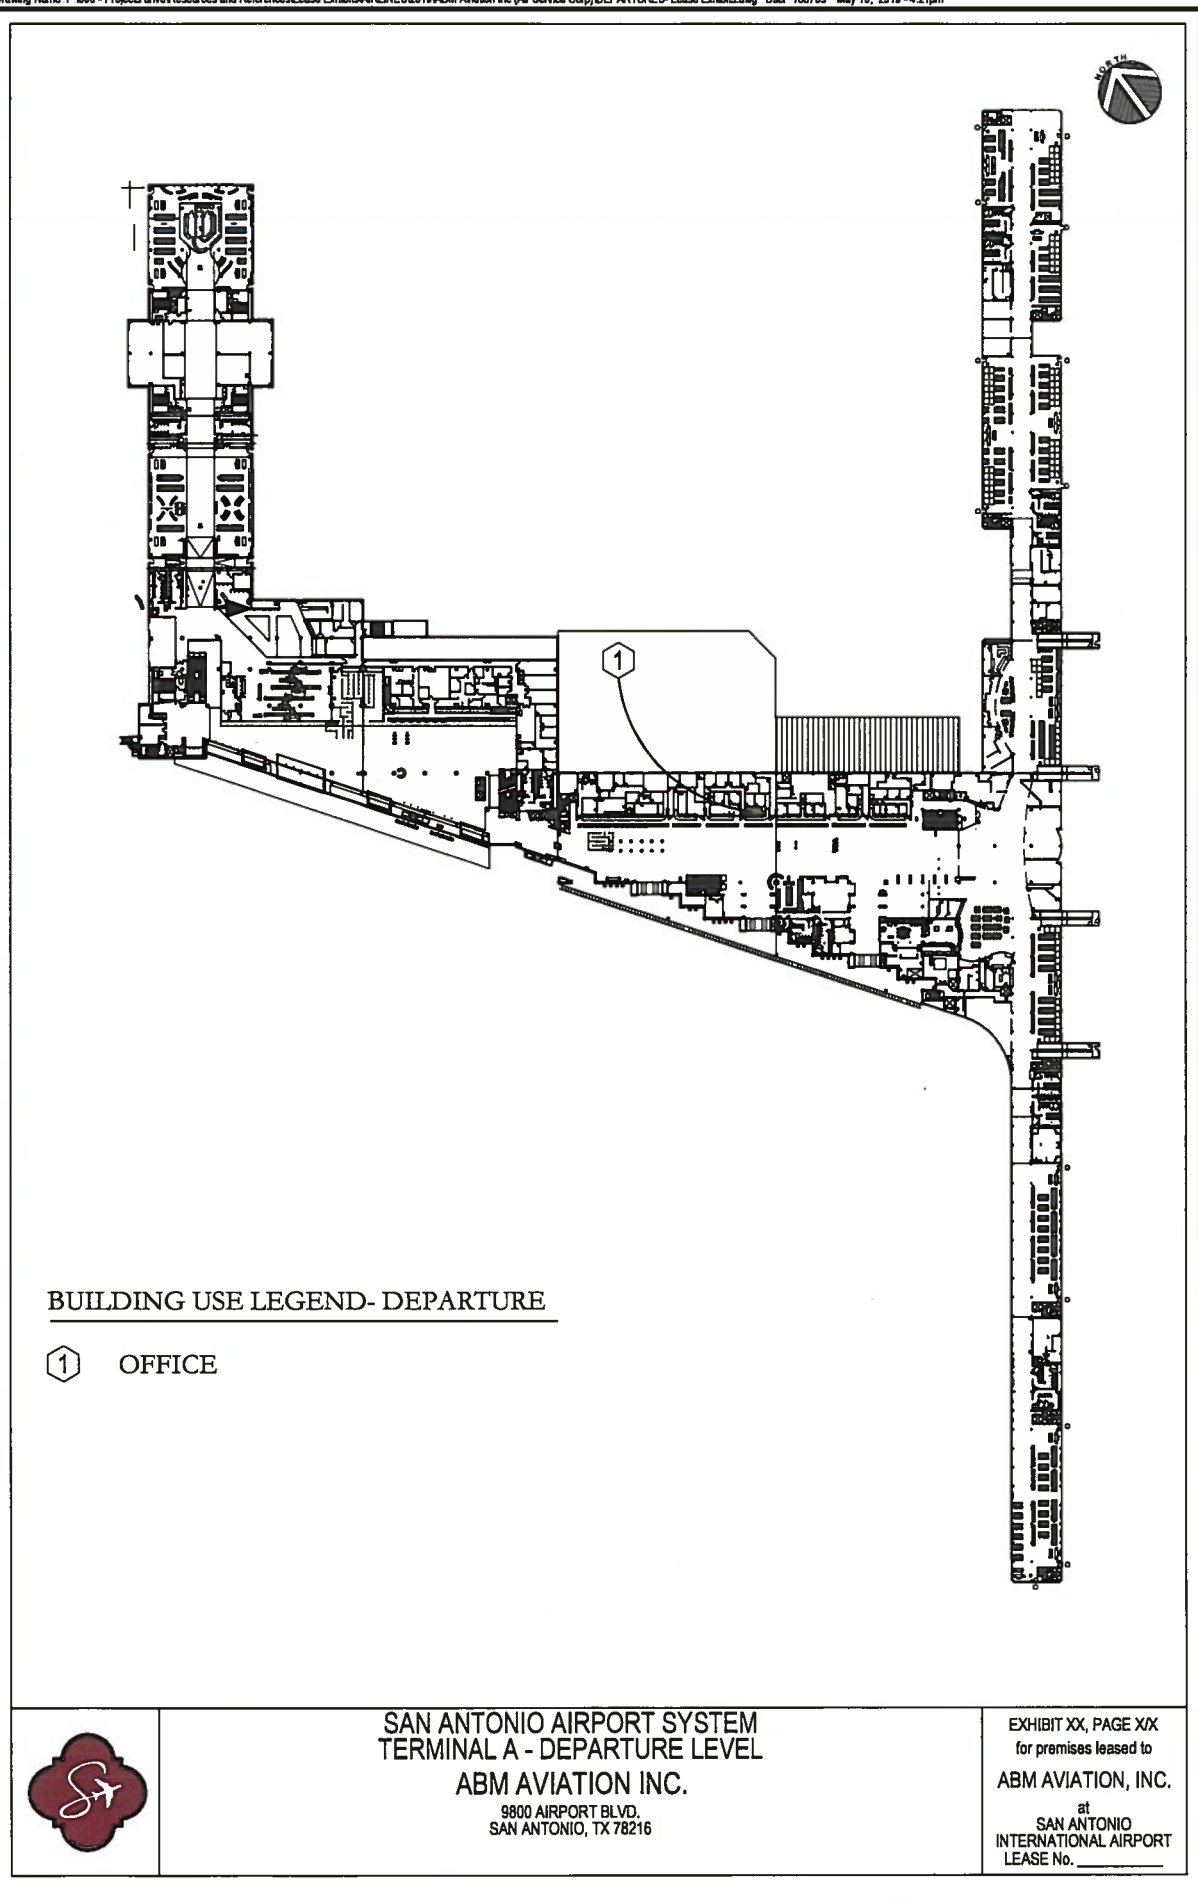 NORTH
1
BUILDING USE LEGEND- DEPARTURE
1 OFFICE
SAN ANTONIO AIRPORT SYSTEM
TERMINAL A - DEPARTURE LEVEL
ABM AVIATION INC.
9800 AIRPORT BLVD.
SAN ANTONIO, TX 78216
EXHIBIT XX, PAGE X/X
for premises leased to
ABM AVIATION, INC.
at
SAN ANTONIO
INTERNATIONAL AIRPORT
LEASE No.